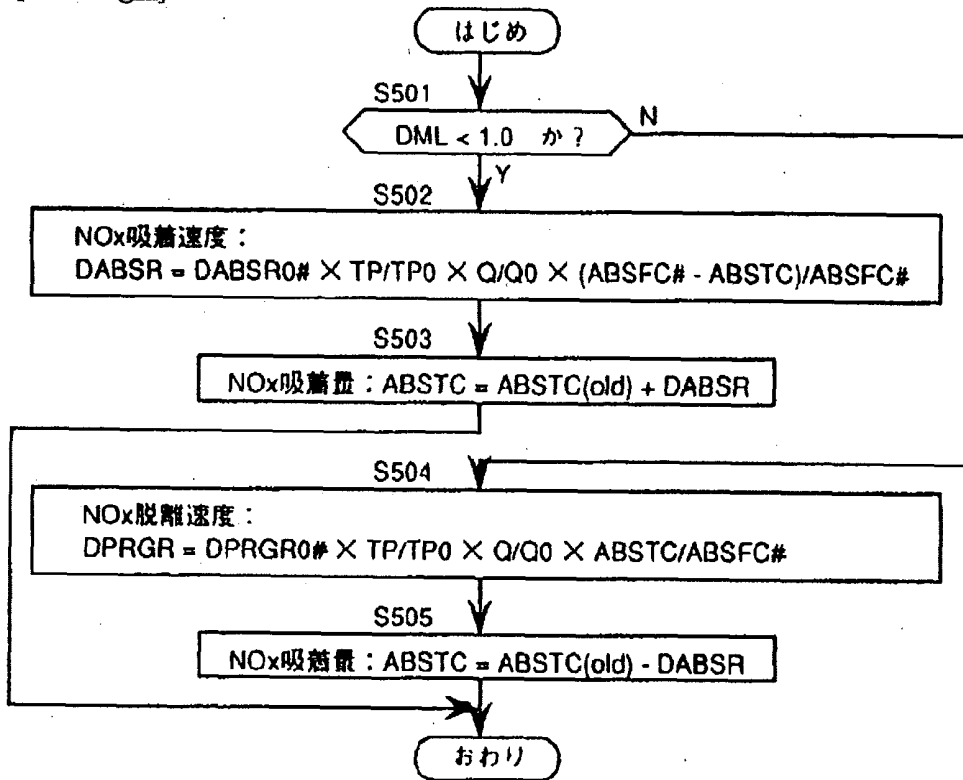 はじめ
S501
DML < 1.0 か?
N
Y
S502
NOx吸着速度:
DABSR = DABSR0# × TP/TP0 × Q/Q0 × (ABSFC# - ABSTC)/ABSFC#
S503
NOx吸着量:ABSTC = ABSTC(old) + DABSR
S504
NOx脱離速度:
DPRGR = DPRGR0# × TP/TP0 × Q/Q0 × ABSTC/ABSFC#
S505
NOx吸着量:ABSTC = ABSTC(old) - DABSR
おわり